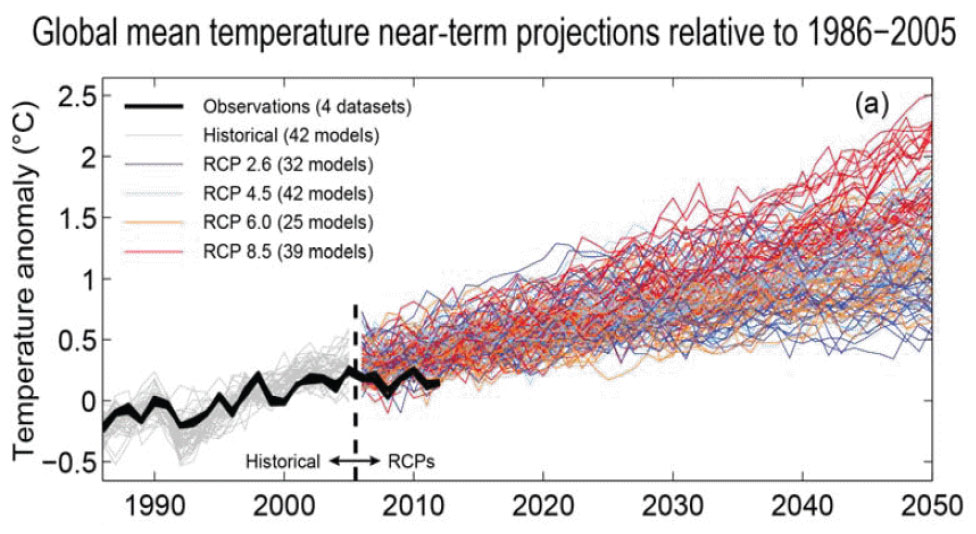 Global mean temperature near-term projections relative to 1986−2005
(a)
Observations (4 datasets)
Historical (42 models)
RCP 2.6 (32 models)
RCP 4.5 (42 models)
RCP 6.0 (25 models)
RCP 8.5 (39 models)
Temperature anomaly (°C)
2.5
2
1.5
1
0.5
0
−0.5
Historical RCPs
1990 2000 2010 2020 2030 2040 2050